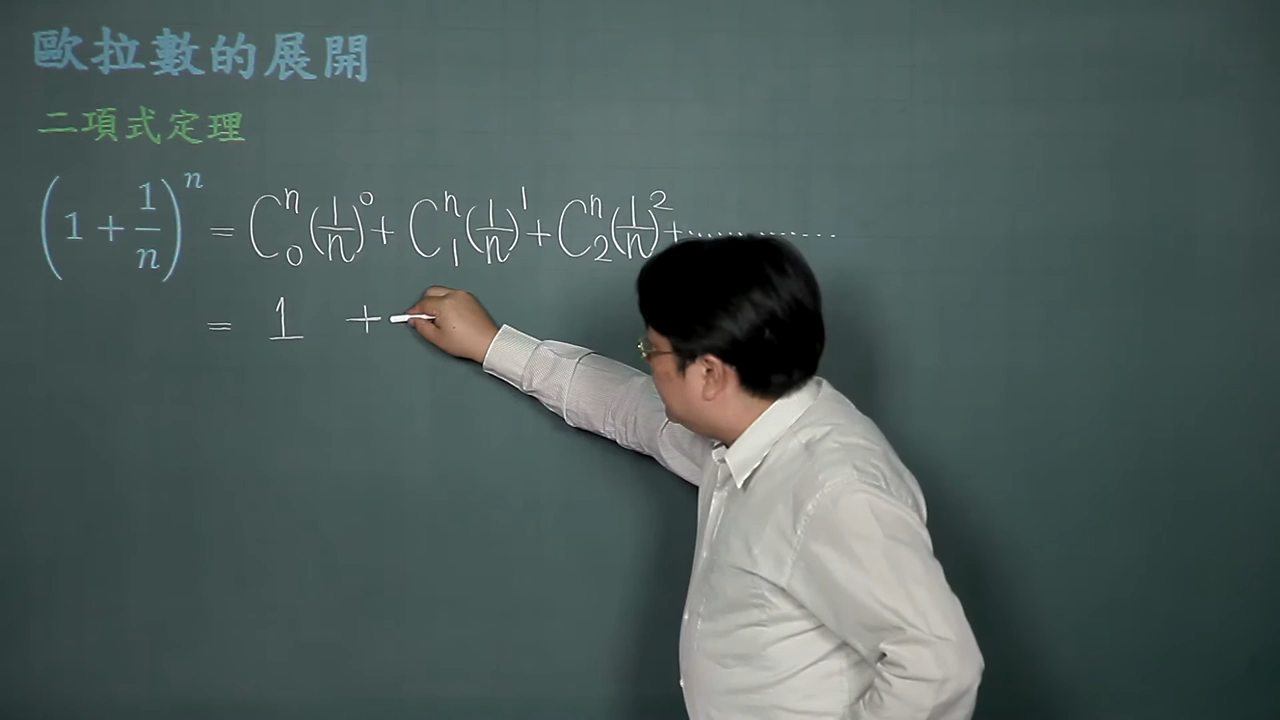 歐拉數的展開
二項式定理
(1 + 1/n)^n = C^n_0 (1/n)^0 + C^n_1 (1/n)^1 + C^n_2 (1/n)^2 + ..............
= 1 +